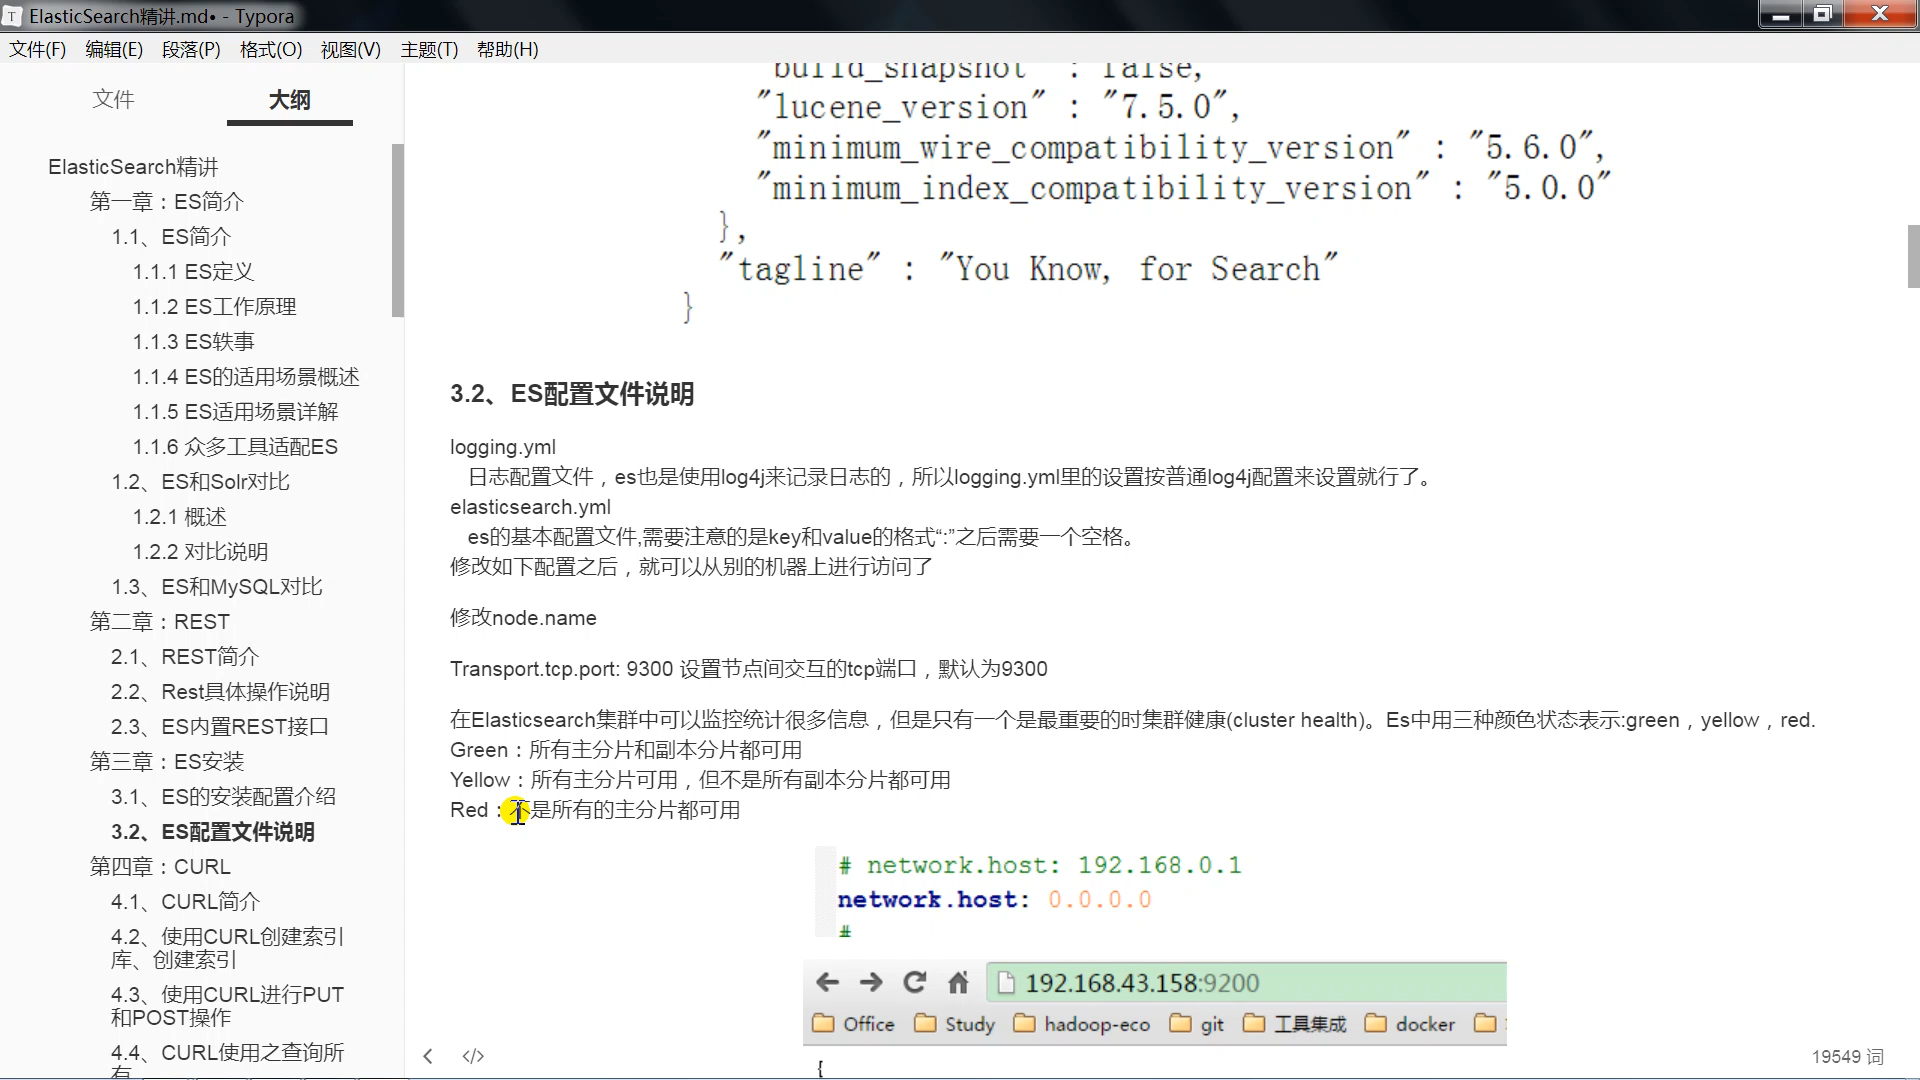 ElasticSearch精讲.md• - Typora
文件(F) 编辑(E) 段落(P) 格式(O) 视图(V) 主题(T) 帮助(H)
文件 大纲
ElasticSearch精讲
第一章：ES简介
1.1、ES简介
1.1.1 ES定义
1.1.2 ES工作原理
1.1.3 ES轶事
1.1.4 ES的适用场景概述
1.1.5 ES适用场景详解
1.1.6 众多工具适配ES
1.2、ES和Solr对比
1.2.1 概述
1.2.2 对比说明
1.3、ES和MySQL对比
第二章：REST
2.1、REST简介
2.2、Rest具体操作说明
2.3、ES内置REST接口
第三章：ES安装
3.1、ES的安装配置介绍
3.2、ES配置文件说明
第四章：CURL
4.1、CURL简介
4.2、使用CURL创建索引
库、创建索引
4.3、使用CURL进行PUT
和POST操作
4.4、CURL使用之查询所
有
build_snapshot" : false,
"lucene_version" : "7.5.0",
"minimum_wire_compatibility_version" : "5.6.0",
"minimum_index_compatibility_version" : "5.0.0"
},
"tagline" : "You Know, for Search"
}
3.2、ES配置文件说明
logging.yml
日志配置文件，es也是使用log4j来记录日志的，所以logging.yml里的设置按普通log4j配置来设置就行了。
elasticsearch.yml
es的基本配置文件,需要注意的是key和value的格式“:”之后需要一个空格。
修改如下配置之后，就可以从别的机器上进行访问了
修改node.name
Transport.tcp.port: 9300 设置节点间交互的tcp端口，默认为9300
在Elasticsearch集群中可以监控统计很多信息，但是只有一个是最重要的时集群健康(cluster health)。Es中用三种颜色状态表示:green，yellow，red.
Green：所有主分片和副本分片都可用
Yellow：所有主分片可用，但不是所有副本分片都可用
Red：不是所有的主分片都可用
# network.host: 192.168.0.1
network.host: 0.0.0.0
#
192.168.43.158:9200
Office Study hadoop-eco git 工具集成 docker
{
19549 词